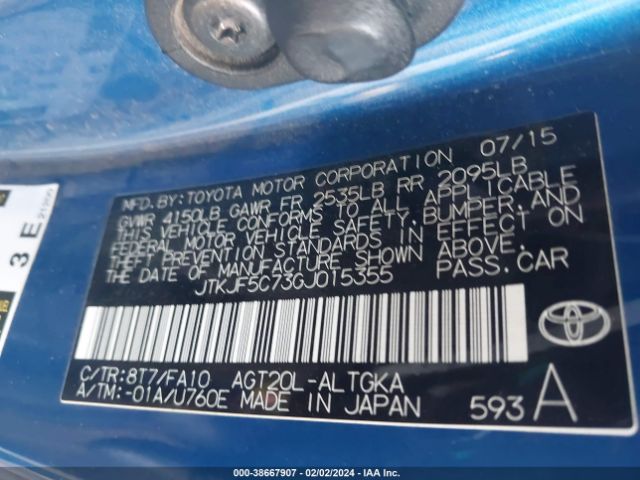 MFD.BY:TOYOTA MOTOR CORPORATION 07/15
GVWR 4150LB GAWR FR 2535LB RR 2095LB
THIS VEHICLE CONFORMS TO ALL APPLICABLE
FEDERAL MOTOR VEHICLE SAFETY,BUMPER,AND
THEFT PREVENTION STANDARDS IN EFFECT ON
THE DATE OF MANUFACTURE SHOWN ABOVE.
JTKJF5C73GJ015355 PASS.CAR
C/TR:8T7/FA10 AGT20L-ALTGKA
A/TM:-01A/U760E MADE IN JAPAN 593 A
3 E
000-38667907 - 02/02/2024 - IAA Inc.